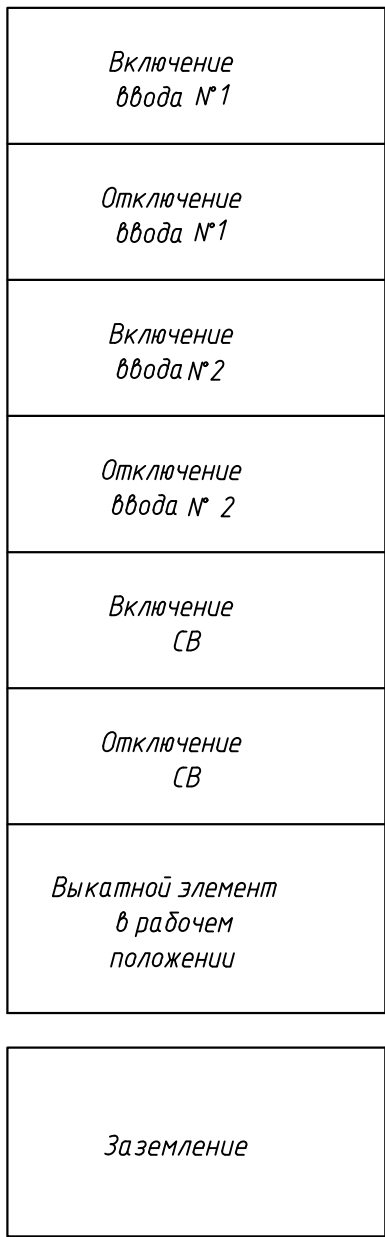 Включение
ввода №1
Отключение
ввода №1
Включение
ввода №2
Отключение
ввода № 2
Включение
СВ
Отключение
СВ
Выкатной элемент
в рабочем
положении
Заземление